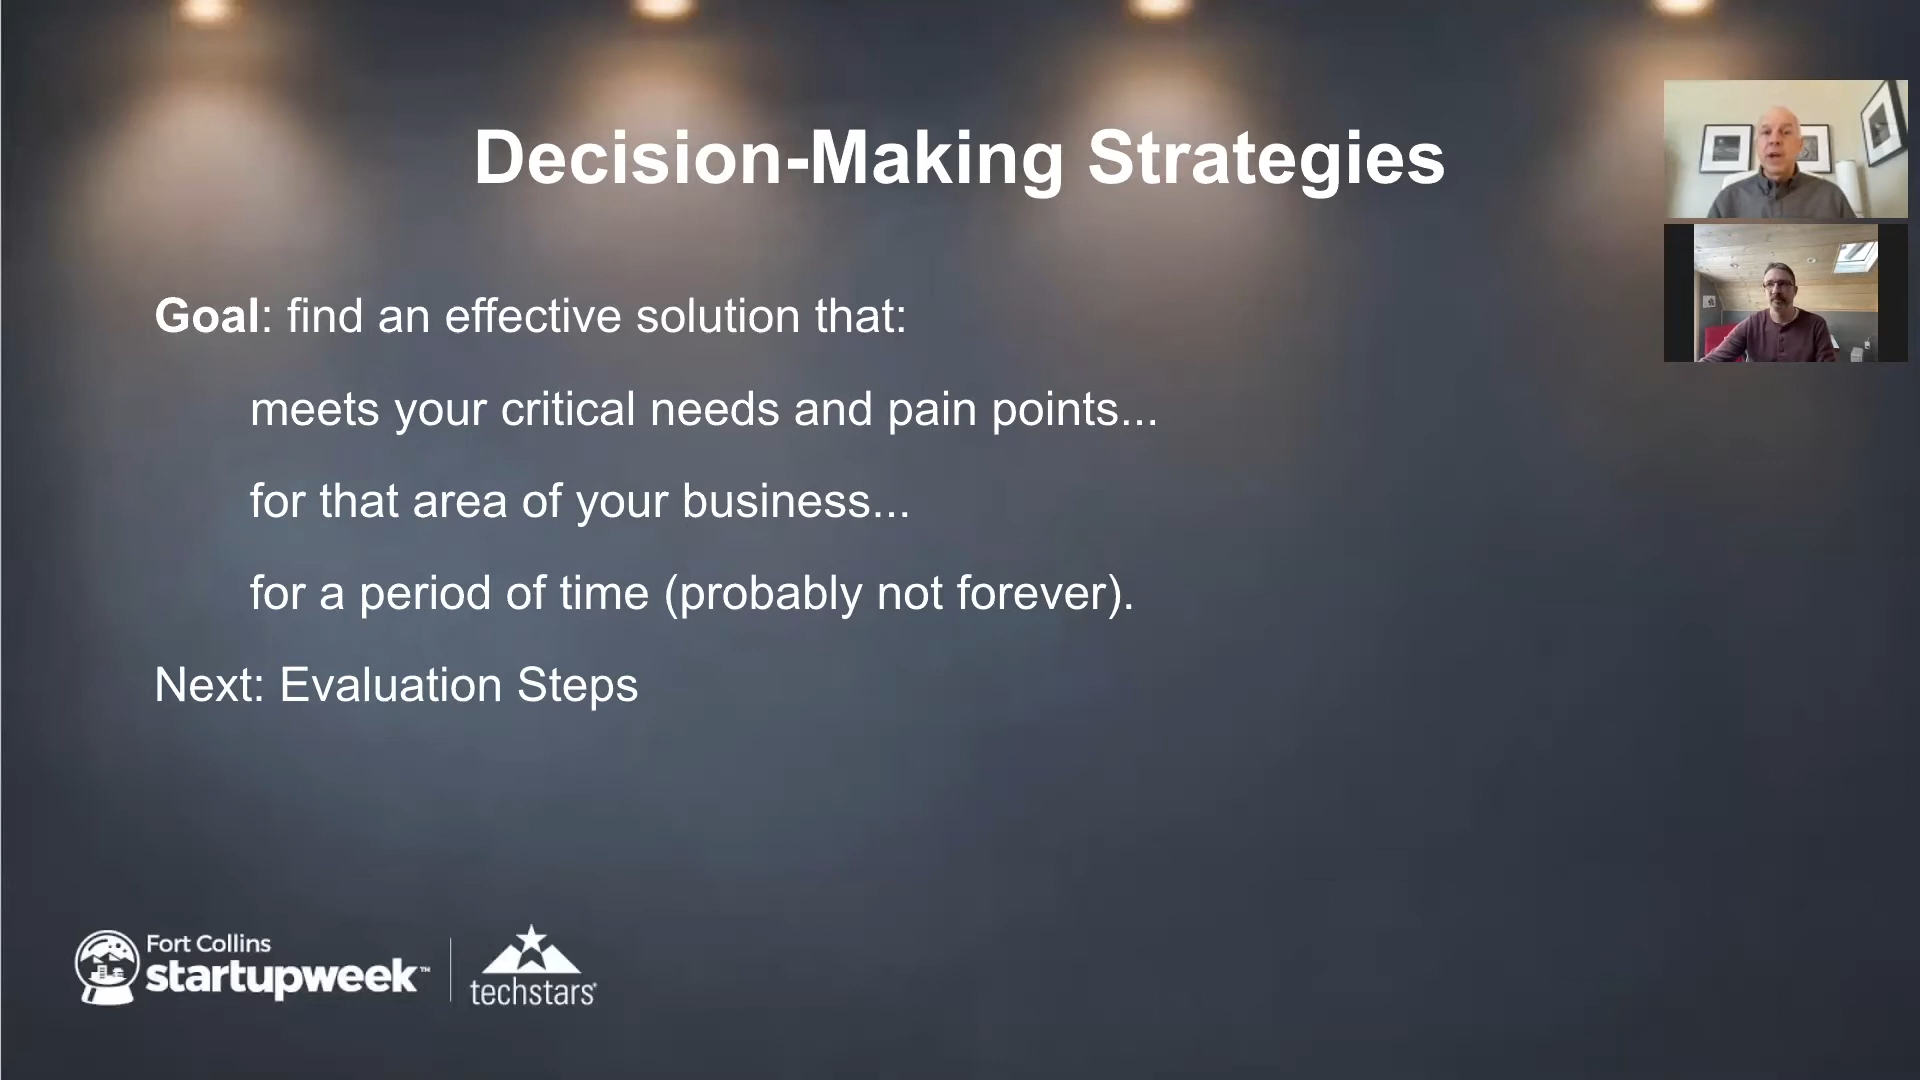 Decision-Making Strategies
Goal: find an effective solution that:
meets your critical needs and pain points...
for that area of your business...
for a period of time (probably not forever).
Next: Evaluation Steps
Fort Collins
startupweek™
techstars